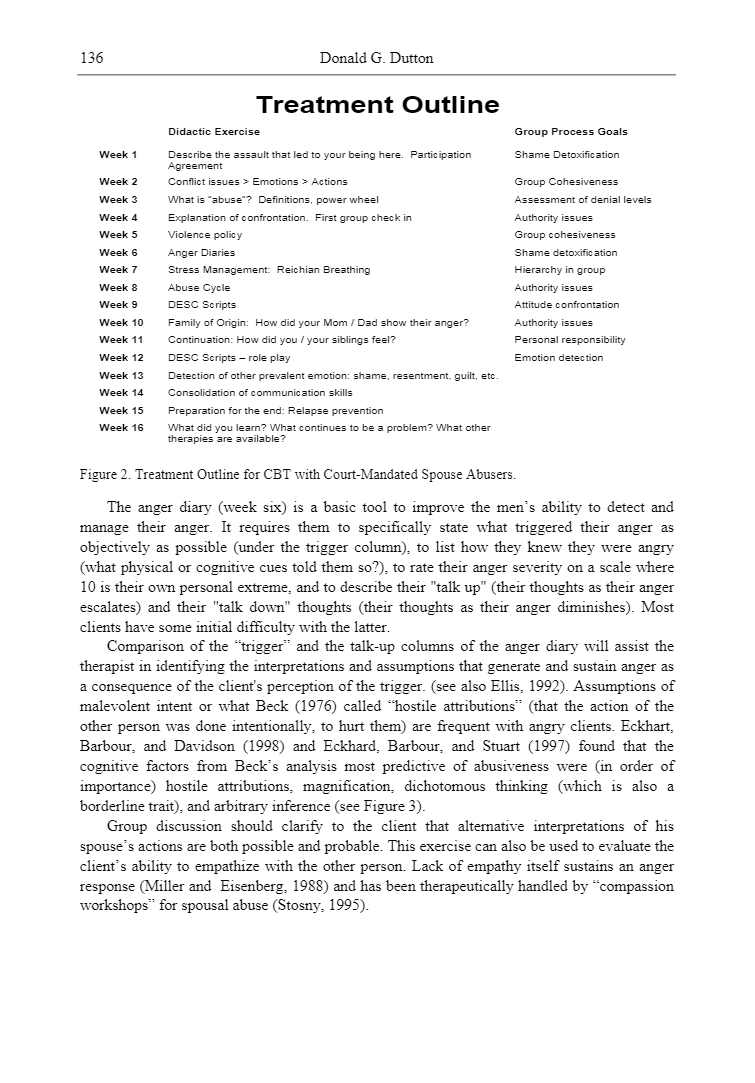 136 Donald G. Dutton
Treatment Outline
Didactic Exercise Group Process Goals
Week 1 Describe the assault that led to your being here. Participation Shame Detoxification
Agreement
Week 2 Conflict issues > Emotions > Actions Group Cohesiveness
Week 3 What is "abuse"? Definitions, power wheel Assessment of denial levels
Week 4 Explanation of confrontation. First group check in Authority issues
Week 5 Violence policy Group cohesiveness
Week 6 Anger Diaries Shame detoxification
Week 7 Stress Management: Reichian Breathing Hierarchy in group
Week 8 Abuse Cycle Authority issues
Week 9 DESC Scripts Attitude confrontation
Week 10 Family of Origin: How did your Mom / Dad show their anger? Authority issues
Week 11 Continuation: How did you / your siblings feel? Personal responsibility
Week 12 DESC Scripts – role play Emotion detection
Week 13 Detection of other prevalent emotion: shame, resentment, guilt, etc.
Week 14 Consolidation of communication skills
Week 15 Preparation for the end: Relapse prevention
Week 16 What did you learn? What continues to be a problem? What other
therapies are available?
Figure 2. Treatment Outline for CBT with Court-Mandated Spouse Abusers.
The anger diary (week six) is a basic tool to improve the men’s ability to detect and
manage their anger. It requires them to specifically state what triggered their anger as
objectively as possible (under the trigger column), to list how they knew they were angry
(what physical or cognitive cues told them so?), to rate their anger severity on a scale where
10 is their own personal extreme, and to describe their "talk up" (their thoughts as their anger
escalates) and their "talk down" thoughts (their thoughts as their anger diminishes). Most
clients have some initial difficulty with the latter.
Comparison of the “trigger” and the talk-up columns of the anger diary will assist the
therapist in identifying the interpretations and assumptions that generate and sustain anger as
a consequence of the client's perception of the trigger. (see also Ellis, 1992). Assumptions of
malevolent intent or what Beck (1976) called “hostile attributions” (that the action of the
other person was done intentionally, to hurt them) are frequent with angry clients. Eckhart,
Barbour, and Davidson (1998) and Eckhard, Barbour, and Stuart (1997) found that the
cognitive factors from Beck’s analysis most predictive of abusiveness were (in order of
importance) hostile attributions, magnification, dichotomous thinking (which is also a
borderline trait), and arbitrary inference (see Figure 3).
Group discussion should clarify to the client that alternative interpretations of his
spouse’s actions are both possible and probable. This exercise can also be used to evaluate the
client’s ability to empathize with the other person. Lack of empathy itself sustains an anger
response (Miller and Eisenberg, 1988) and has been therapeutically handled by “compassion
workshops” for spousal abuse (Stosny, 1995).